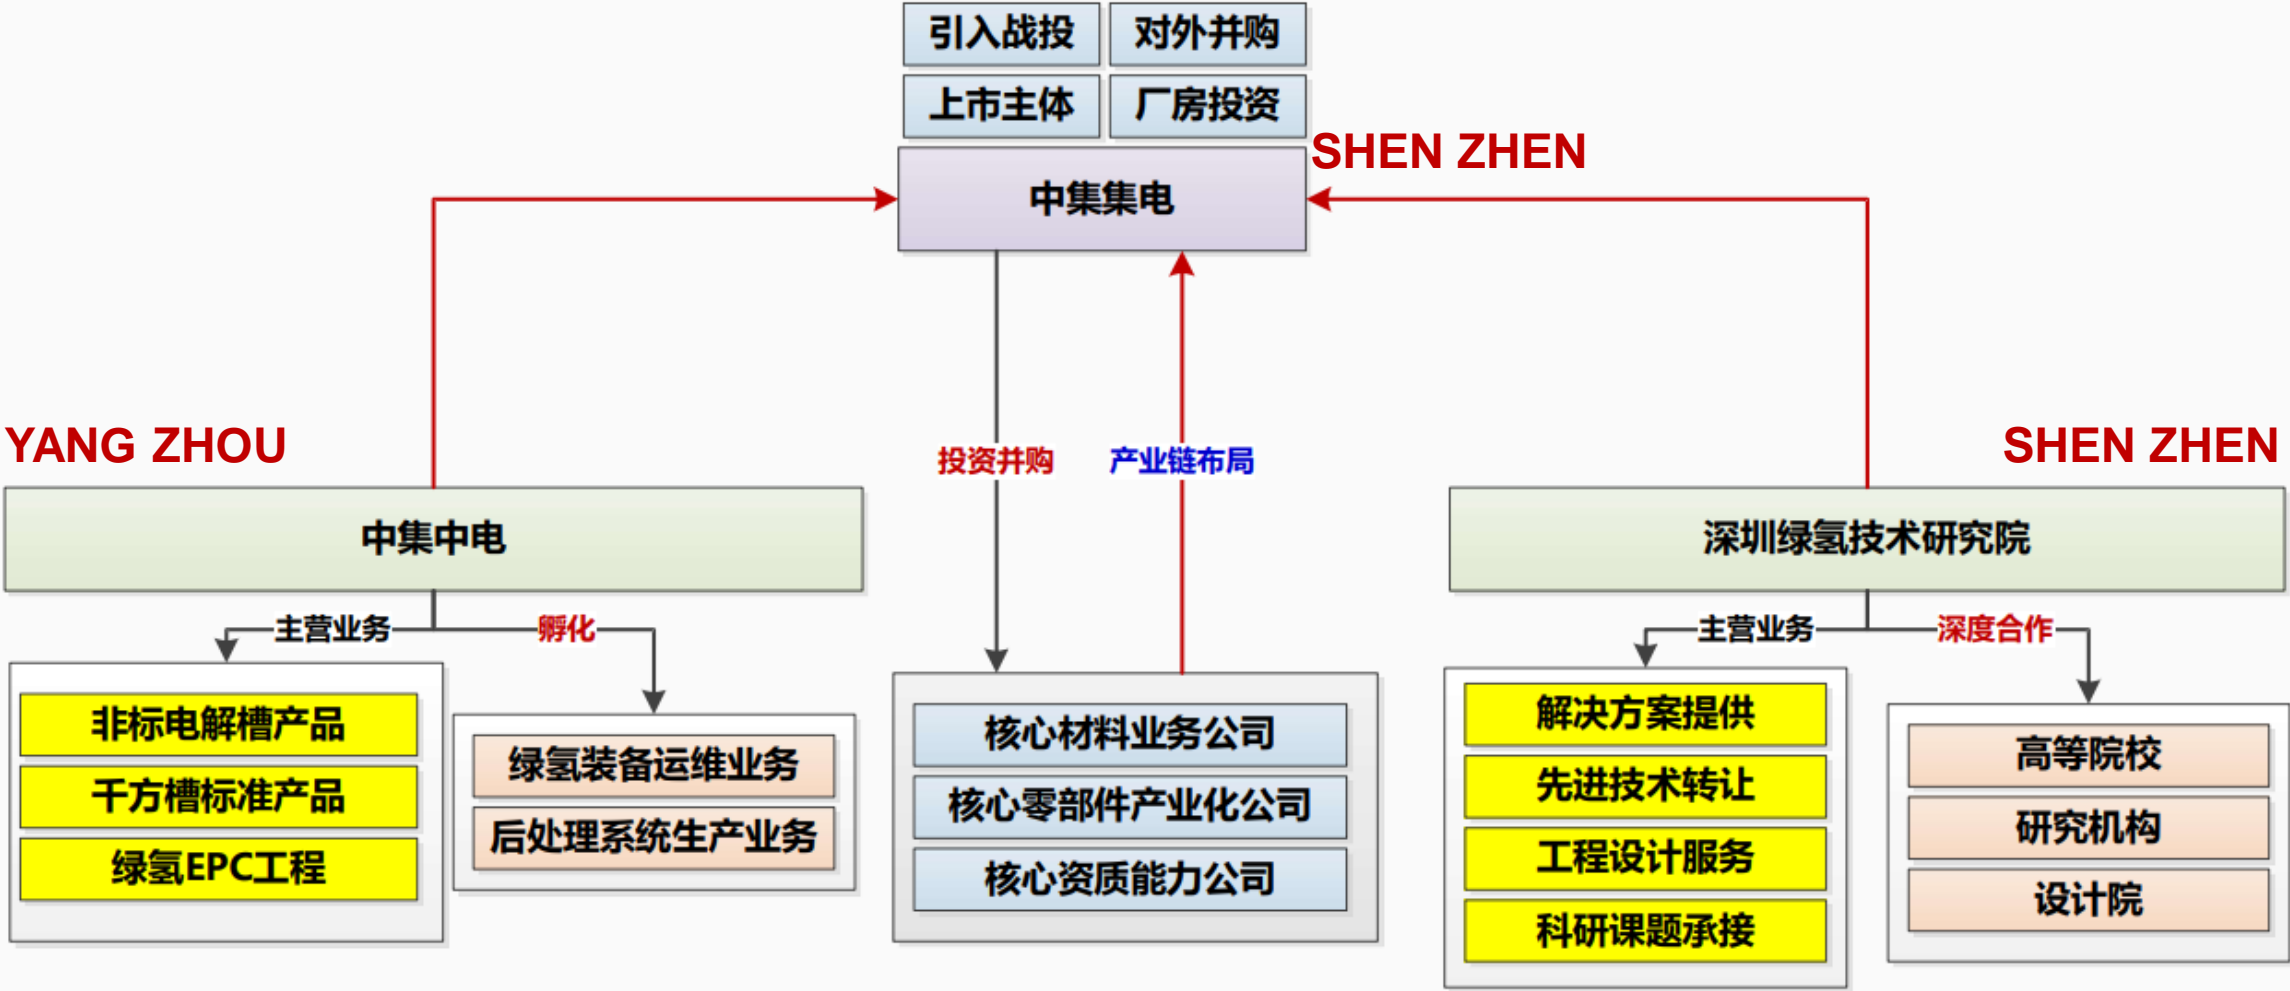 引入战投
对外并购
上市主体
厂房投资
SHEN ZHEN
中集集电
YANG ZHOU
投资并购
产业链布局
SHEN ZHEN
中集中电
深圳绿氢技术研究院
主营业务
孵化
主营业务
深度合作
非标电解槽产品
千方槽标准产品
绿氢EPC工程
绿氢装备运维业务
后处理系统生产业务
核心材料业务公司
核心零部件产业化公司
核心资质能力公司
解决方案提供
先进技术转让
工程设计服务
科研课题承接
高等院校
研究机构
设计院